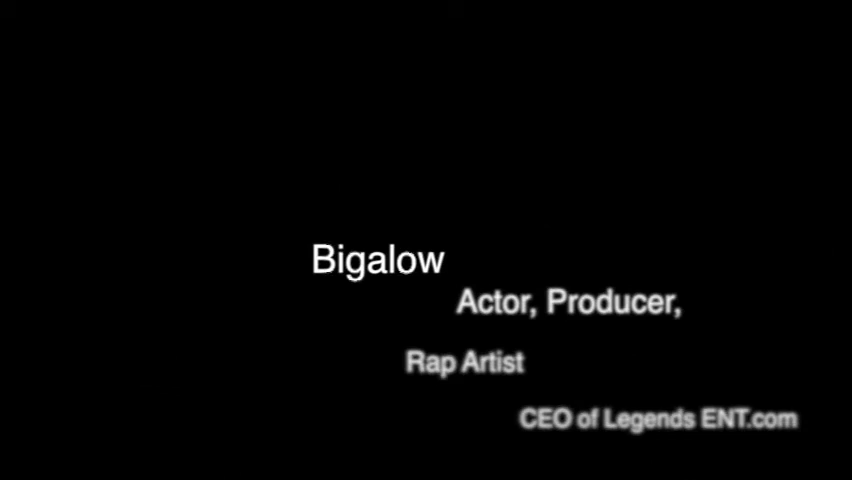 Bigalow
Actor, Producer,
Rap Artist
CEO of Legends ENT.com